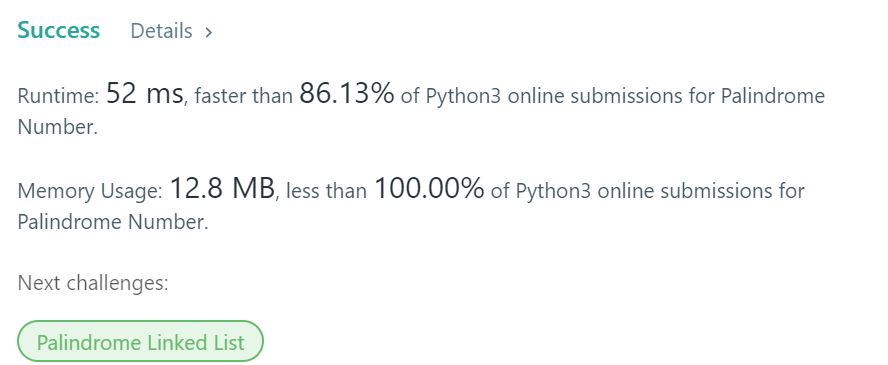 Success Details >
Runtime: 52 ms, faster than 86.13% of Python3 online submissions for Palindrome
Number.
Memory Usage: 12.8 MB, less than 100.00% of Python3 online submissions for
Palindrome Number.
Next challenges:
Palindrome Linked List